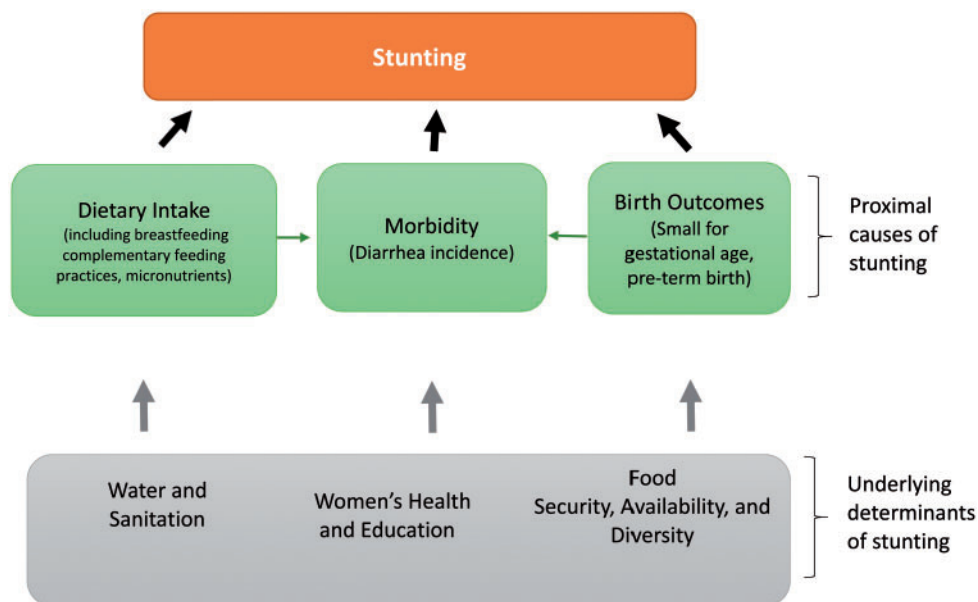 Stunting
Dietary Intake
(including breastfeeding
complementary feeding
practices, micronutrients)
Morbidity
(Diarrhea incidence)
Birth Outcomes
(Small for
gestational age,
pre-term birth)
Proximal
causes of
stunting
Water and
Sanitation
Women's Health
and Education
Food
Security, Availability, and
Diversity
Underlying
determinants
of stunting